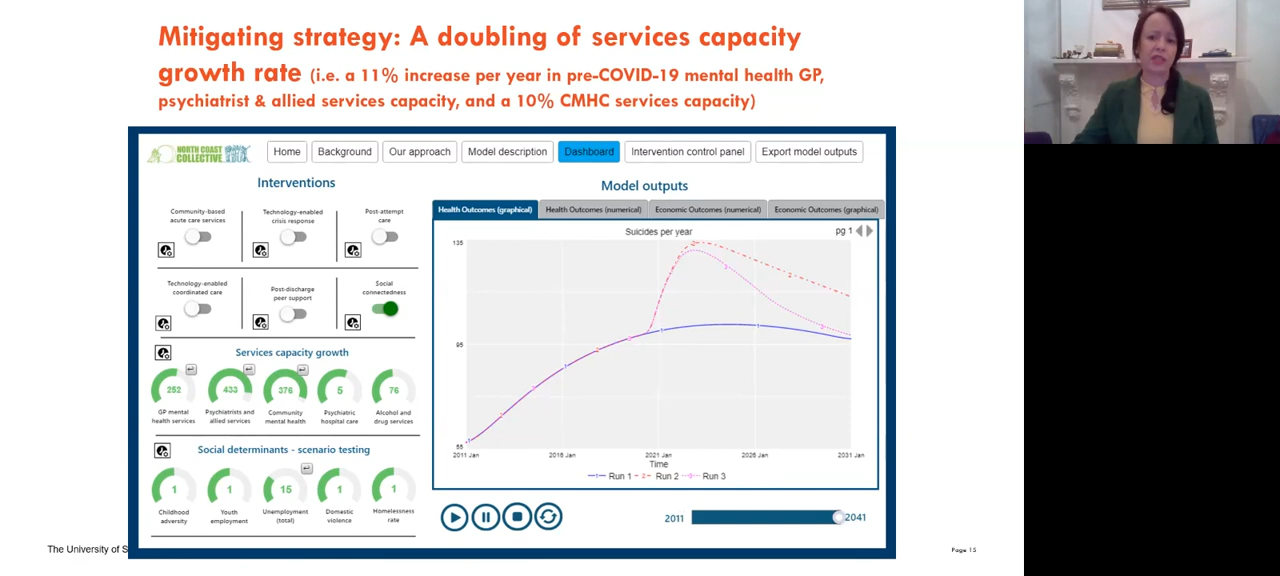 Mitigating strategy: A doubling of services capacity
growth rate (i.e. a 11% increase per year in pre-COVID-19 mental health GP,
psychiatrist & allied services capacity, and a 10% CMHC services capacity)
NORTH COAST
COLLECTIVE
Home
Background
Our approach
Model description
Dashboard
Intervention control panel
Export model outputs
Interventions
Community-based
acute care services
Technology-enabled
crisis response
Post-attempt
care
Technology-enabled
coordinated care
Post-discharge
peer support
Social
connectedness
Services capacity growth
252
433
376
5
76
GP mental
health services
Psychiatrists and
allied services
Community
mental health
Psychiatric
hospital care
Alcohol and
drug services
Social determinants - scenario testing
1
1
15
1
1
Childhood
adversity
Youth
employment
Unemployment
(total)
Domestic
violence
Homelessness
rate
Model outputs
Health Outcomes (graphical)
Health Outcomes (numerical)
Economic Outcomes (numerical)
Economic Outcomes (graphical)
Suicides per year
pg 1
135
95
55
2011 Jan
2016 Jan
2021 Jan
2026 Jan
2031 Jan
Time
Run 1
Run 2
Run 3
2011
2041
The University of S
Page 15